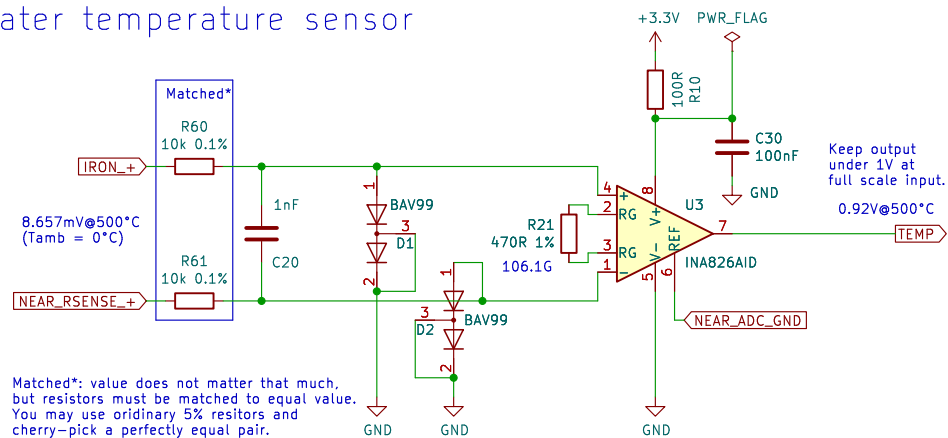 ater temperature sensor
+3.3V
PWR_FLAG
Matched*
100R
R10
R60
10k 0.1%
C30
100nF
Keep output
under 1V at
full scale input.
IRON_+
1
4
8
GND
1nF
BAV99
+
2
RG
V+
U3
0.92V@500°C
8.657mV@500°C
(Tamb = 0°C)
3
D1
R21
470R 1%
7
TEMP
C20
106.1G
3
RG
V-
REF
INA826AID
R61
10k 0.1%
2
1
1
-
5
6
NEAR_RSENSE_+
3
D2
BAV99
NEAR_ADC_GND
2
Matched*: value does not matter that much,
but resistors must be matched to equal value.
You may use oridinary 5% resitors and
cherry-pick a perfectly equal pair.
GND
GND
GND